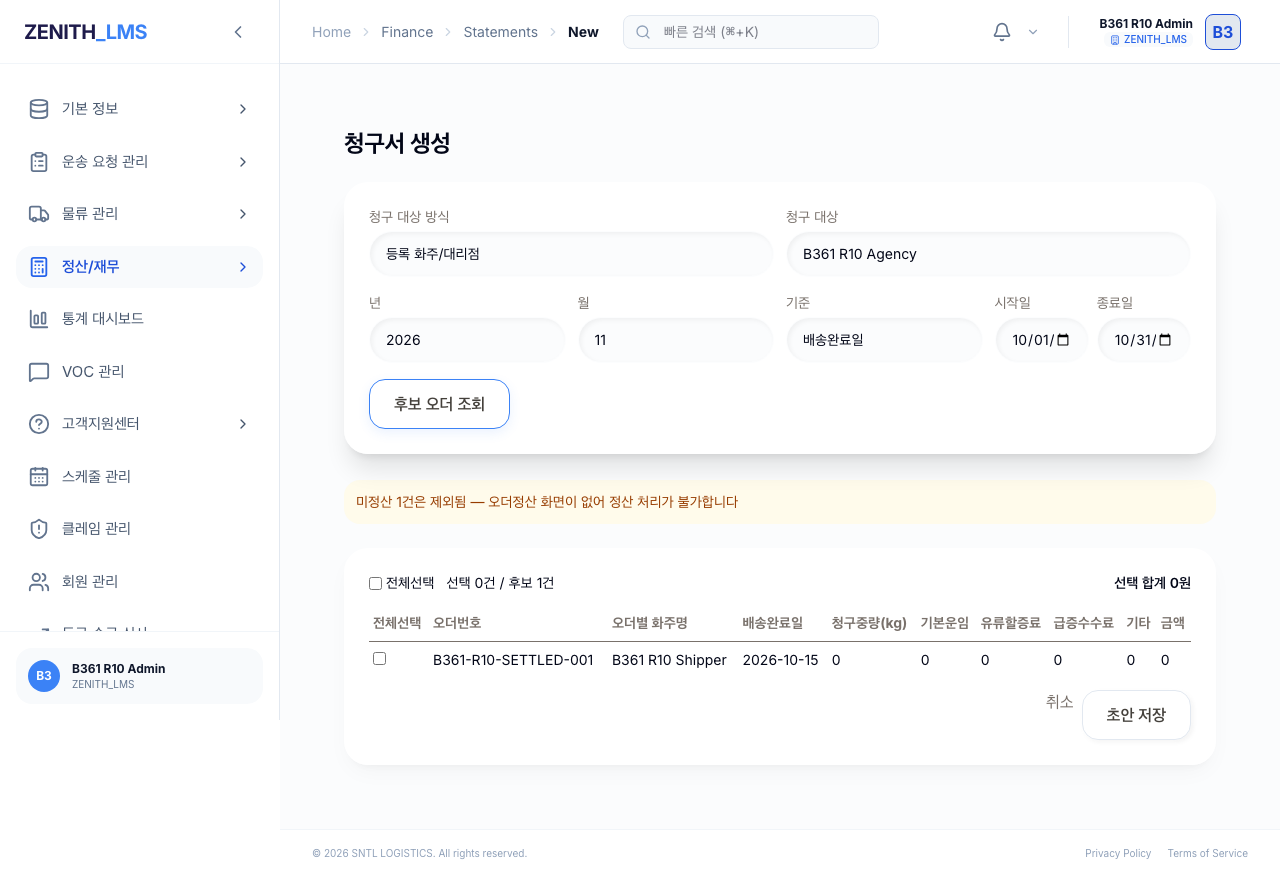 ZENITH_LMS
Home Finance Statements New
빠른 검색 (⌘+K)
B361 R10 Admin
ZENITH_LMS
B3
기본 정보
운송 요청 관리
물류 관리
정산/재무
통계 대시보드
VOC 관리
고객지원센터
스케줄 관리
클레임 관리
회원 관리
B3
B361 R10 Admin
ZENITH_LMS
청구서 생성
청구 대상 방식 청구 대상
등록 화주/대리점 B361 R10 Agency
년 월 기준 시작일 종료일
2026 11 배송완료일 10/01/ 10/31/
후보 오더 조회
미정산 1건은 제외됨 — 오더정산 화면이 없어 정산 처리가 불가합니다
전체선택 선택 0건 / 후보 1건 선택 합계 0원
전체선택 오더번호 오더별 화주명 배송완료일 청구중량(kg) 기본운임 유류할증료 급증수수료 기타 금액
B361-R10-SETTLED-001 B361 R10 Shipper 2026-10-15 0 0 0 0 0 0
취소 초안 저장
© 2026 SNTL LOGISTICS. All rights reserved. Privacy Policy Terms of Service